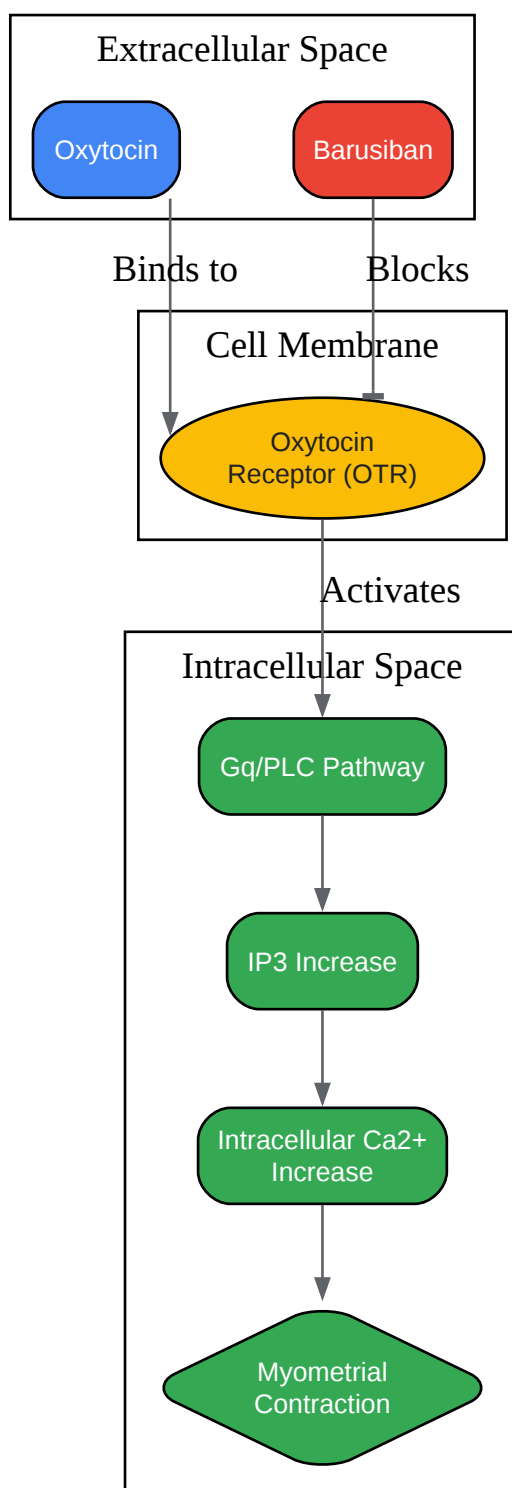 Extracellular Space
Oxytocin
Barusiban
Binds to
Blocks
Cell Membrane
Oxytocin
Receptor (OTR)
Activates
Intracellular Space
Gq/PLC Pathway
IP3 Increase
Intracellular Ca2+
Increase
Myometrial
Contraction